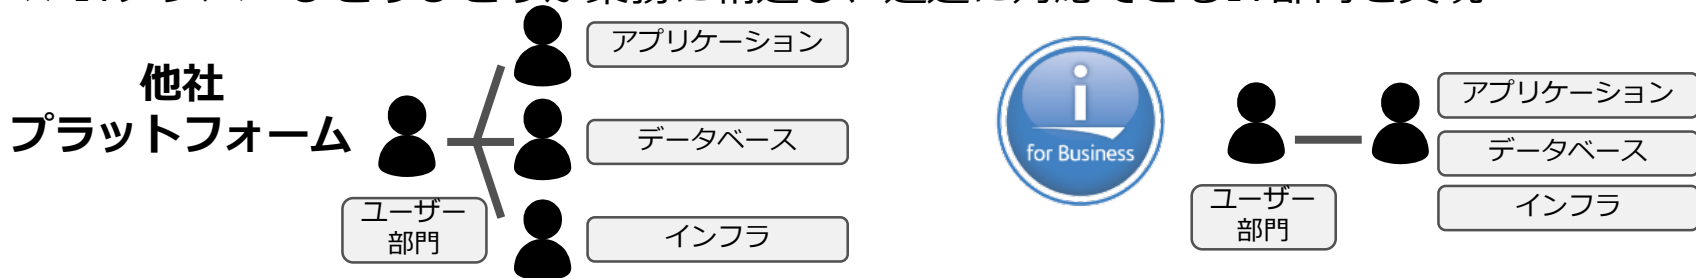 他社
プラットフォーム
アプリケーション
データベース
インフラ
ユーザー
部門
i
for Business
アプリケーション
データベース
インフラ
ユーザー
部門